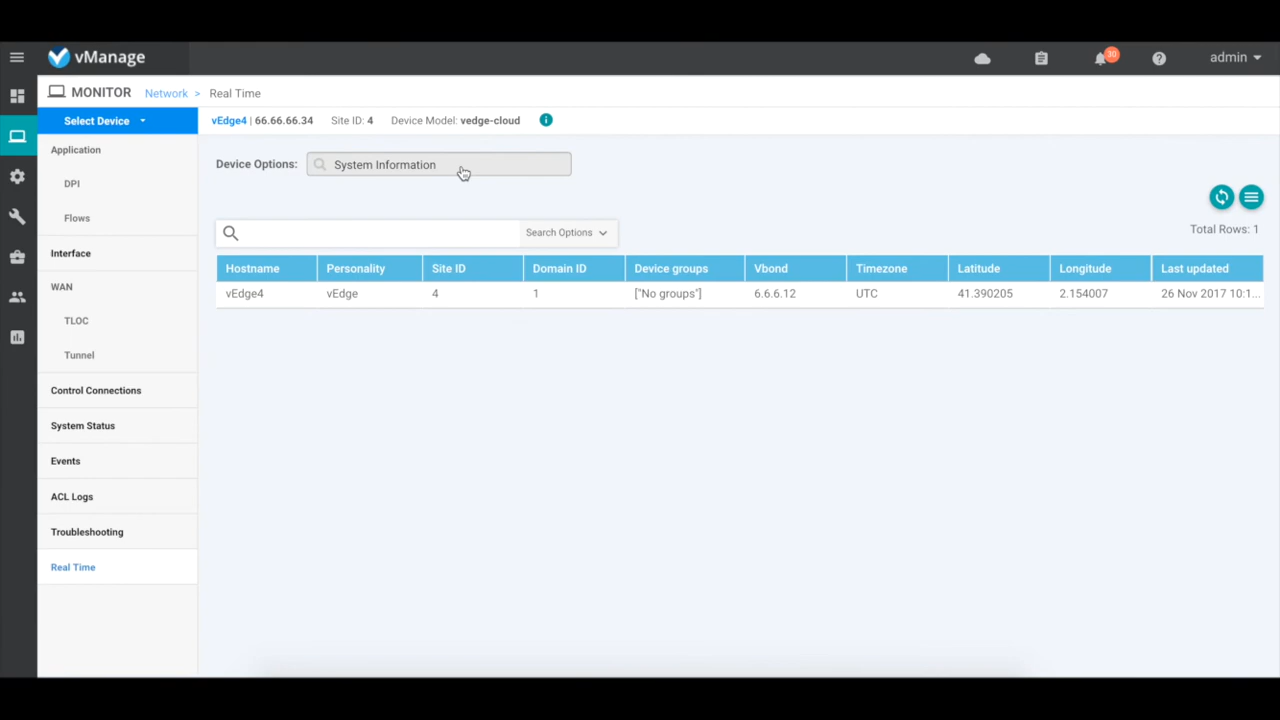 vManage
30
admin
MONITOR Network > Real Time
Select Device
vEdge4 | 66.66.66.34 Site ID: 4 Device Model: vedge-cloud
Application
DPI
Flows
Interface
WAN
TLOC
Tunnel
Control Connections
System Status
Events
ACL Logs
Troubleshooting
Real Time
Device Options: System Information
Search Options
Total Rows: 1
Hostname Personality Site ID Domain ID Device groups Vbond Timezone Latitude Longitude Last updated
vEdge4 vEdge 4 1 ["No groups"] 6.6.6.12 UTC 41.390205 2.154007 26 Nov 2017 10:1...